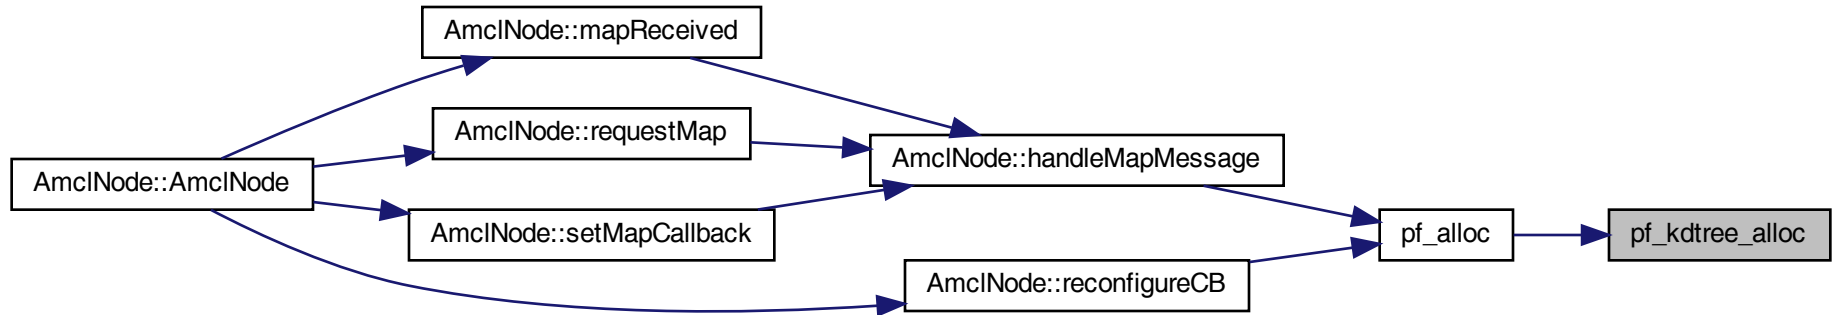 AmclNode::mapReceived
AmclNode::requestMap
AmclNode::handleMapMessage
AmclNode::AmclNode
AmclNode::setMapCallback
pf_alloc
pf_kdtree_alloc
AmclNode::reconfigureCB